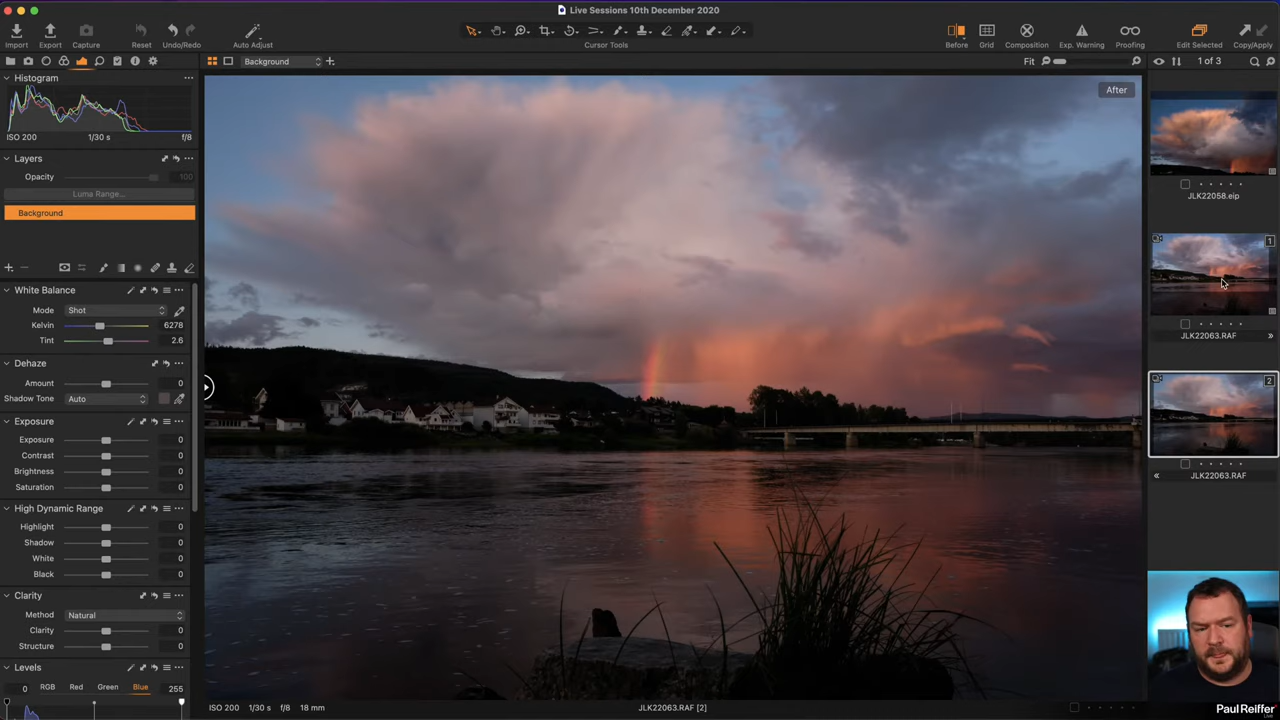 Live Sessions 10th December 2020
Import Export Capture Reset Undo/Redo Auto Adjust Cursor Tools Before Grid Composition Exp. Warning Proofing Edit Selected Copy/Apply
Background
Fit
1 of 3
Histogram
ISO 200 1/30 s f/8
Layers
Opacity 100
Luma Range...
Background
White Balance
Mode Shot
Kelvin 6278
Tint 2.6
Dehaze
Amount 0
Shadow Tone Auto
Exposure
Exposure 0
Contrast 0
Brightness 0
Saturation 0
High Dynamic Range
Highlight 0
Shadow 0
White 0
Black 0
Clarity
Method Natural
Clarity 0
Structure 0
Levels
0 RGB Red Green Blue 255
After
ISO 200 1/30 s f/8 18 mm
JLK22063.RAF [2]
JLK22058.eip
1
JLK22063.RAF
2
JLK22063.RAF
PaulReiffer
Live